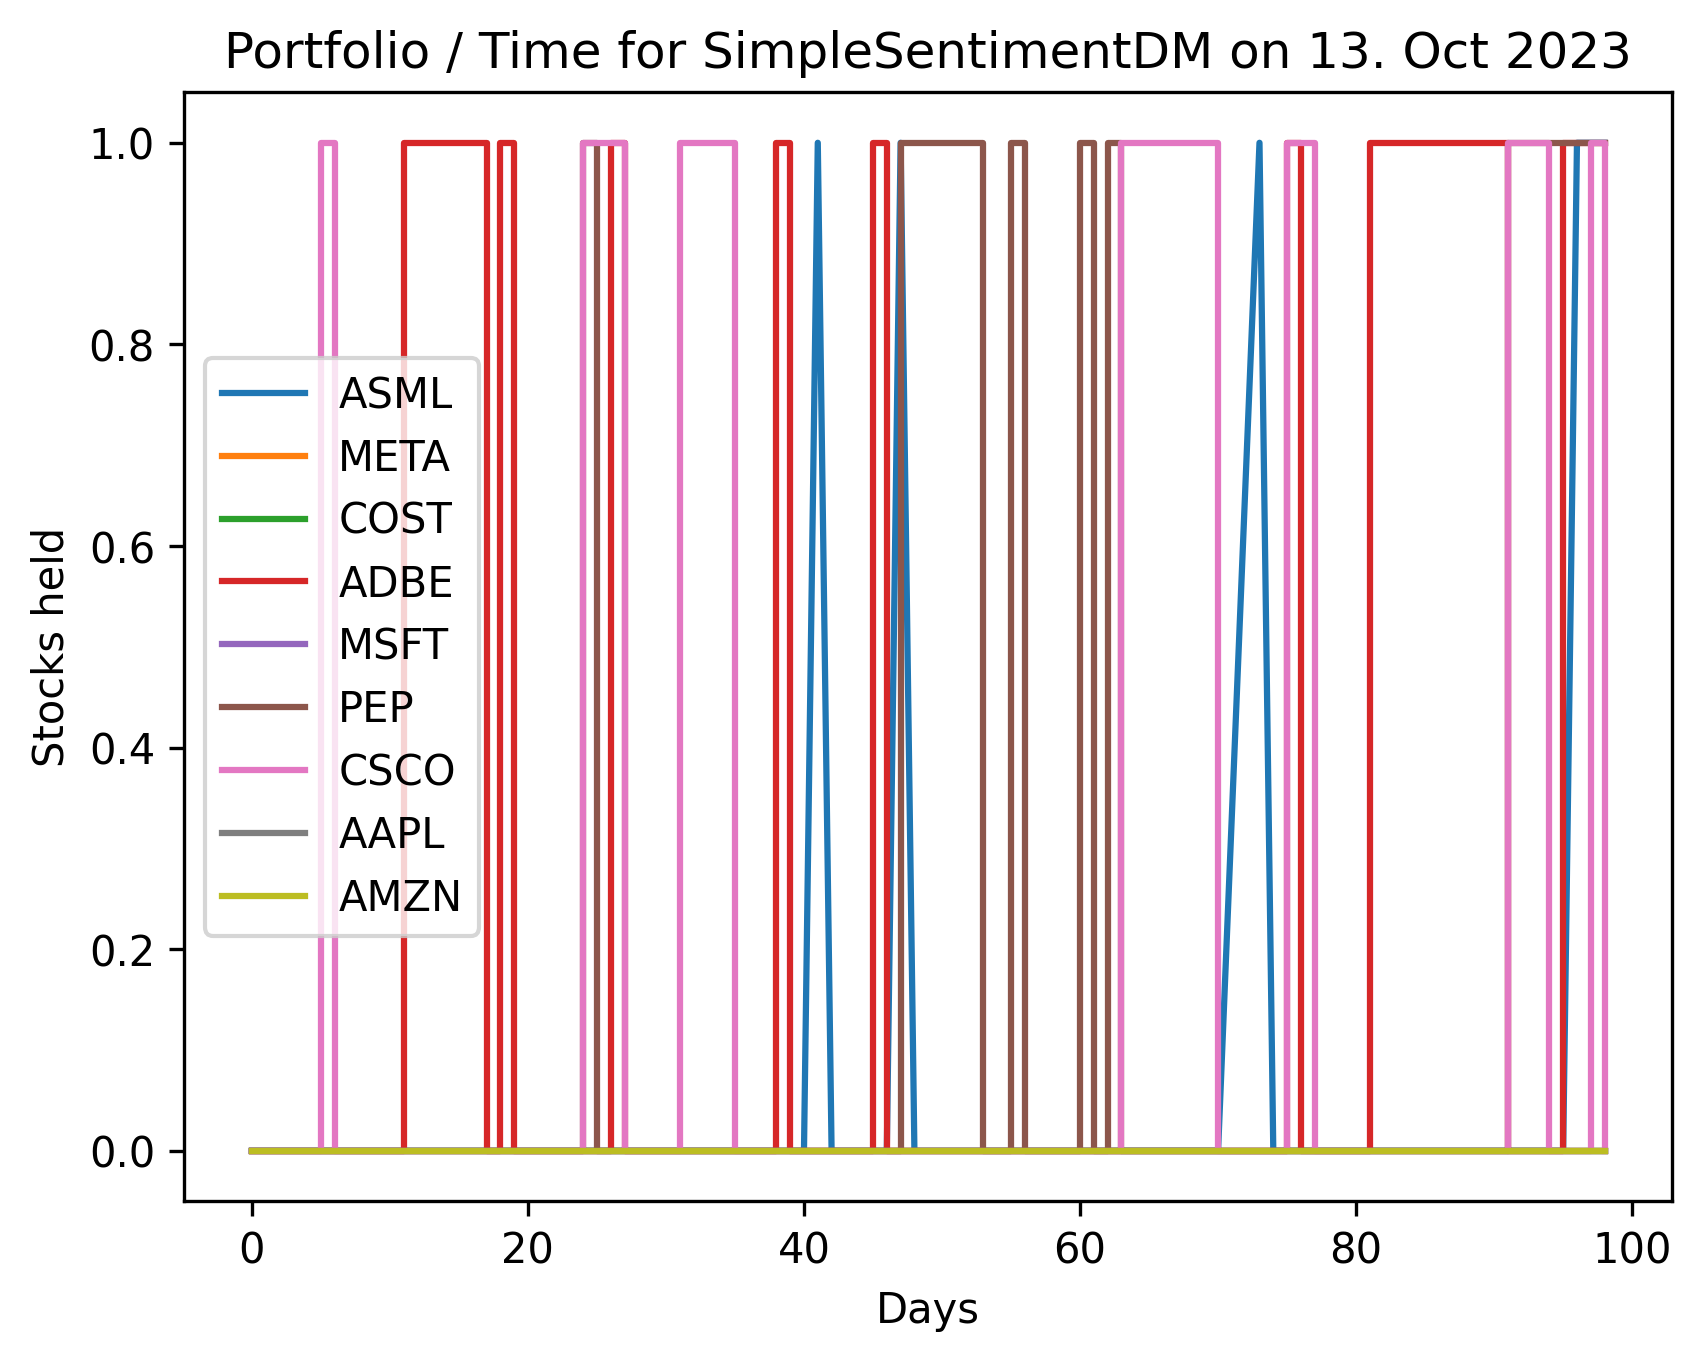 Portfolio / Time for SimpleSentimentDM on 13. Oct 2023
Stocks held
1.0
0.8
0.6
0.4
0.2
0.0
ASML
META
COST
ADBE
MSFT
PEP
CSCO
AAPL
AMZN
0 20 40 60 80 100
Days